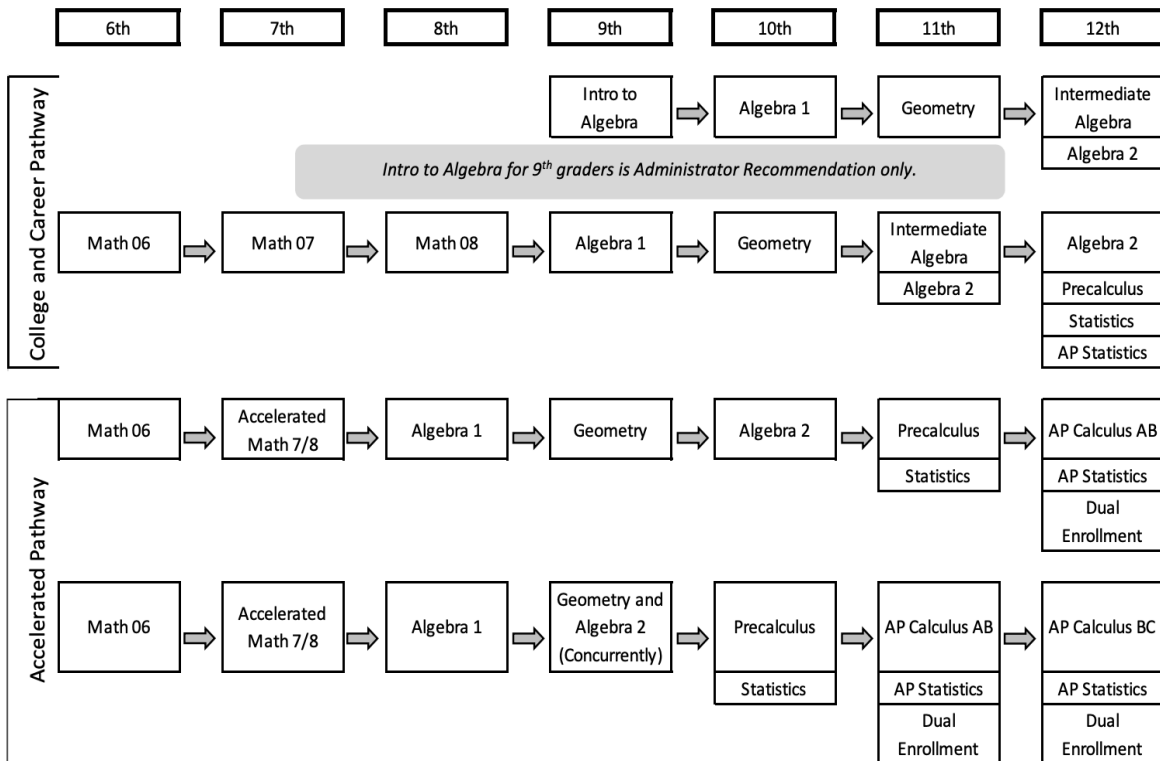 6th
7th
8th
9th
10th
11th
12th
College and Career Pathway
Intro to
Algebra
Algebra 1
Geometry
Intermediate
Algebra
Algebra 2
Intro to Algebra for 9th graders is Administrator Recommendation only.
Math 06
Math 07
Math 08
Algebra 1
Geometry
Intermediate
Algebra
Algebra 2
Algebra 2
Precalculus
Statistics
AP Statistics
Accelerated Pathway
Math 06
Accelerated
Math 7/8
Algebra 1
Geometry
Algebra 2
Precalculus
Statistics
AP Calculus AB
AP Statistics
Dual
Enrollment
Math 06
Accelerated
Math 7/8
Algebra 1
Geometry and
Algebra 2
(Concurrently)
Precalculus
Statistics
AP Calculus AB
AP Statistics
Dual
Enrollment
AP Calculus BC
AP Statistics
Dual
Enrollment